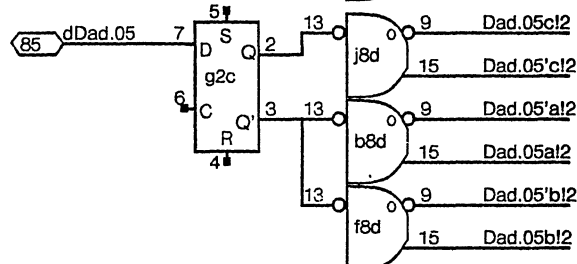 5
13 9 Dad.05c!2
85 dDad.05 7 S
D Q 2 j8d o
g2c 15 Dad.05'c!2
6 C Q' 3 13 o 9 Dad.05'a!2
R b8d
4 15 Dad.05a!2
13 o 9 Dad.05'b!2
f8d
15 Dad.05b!2